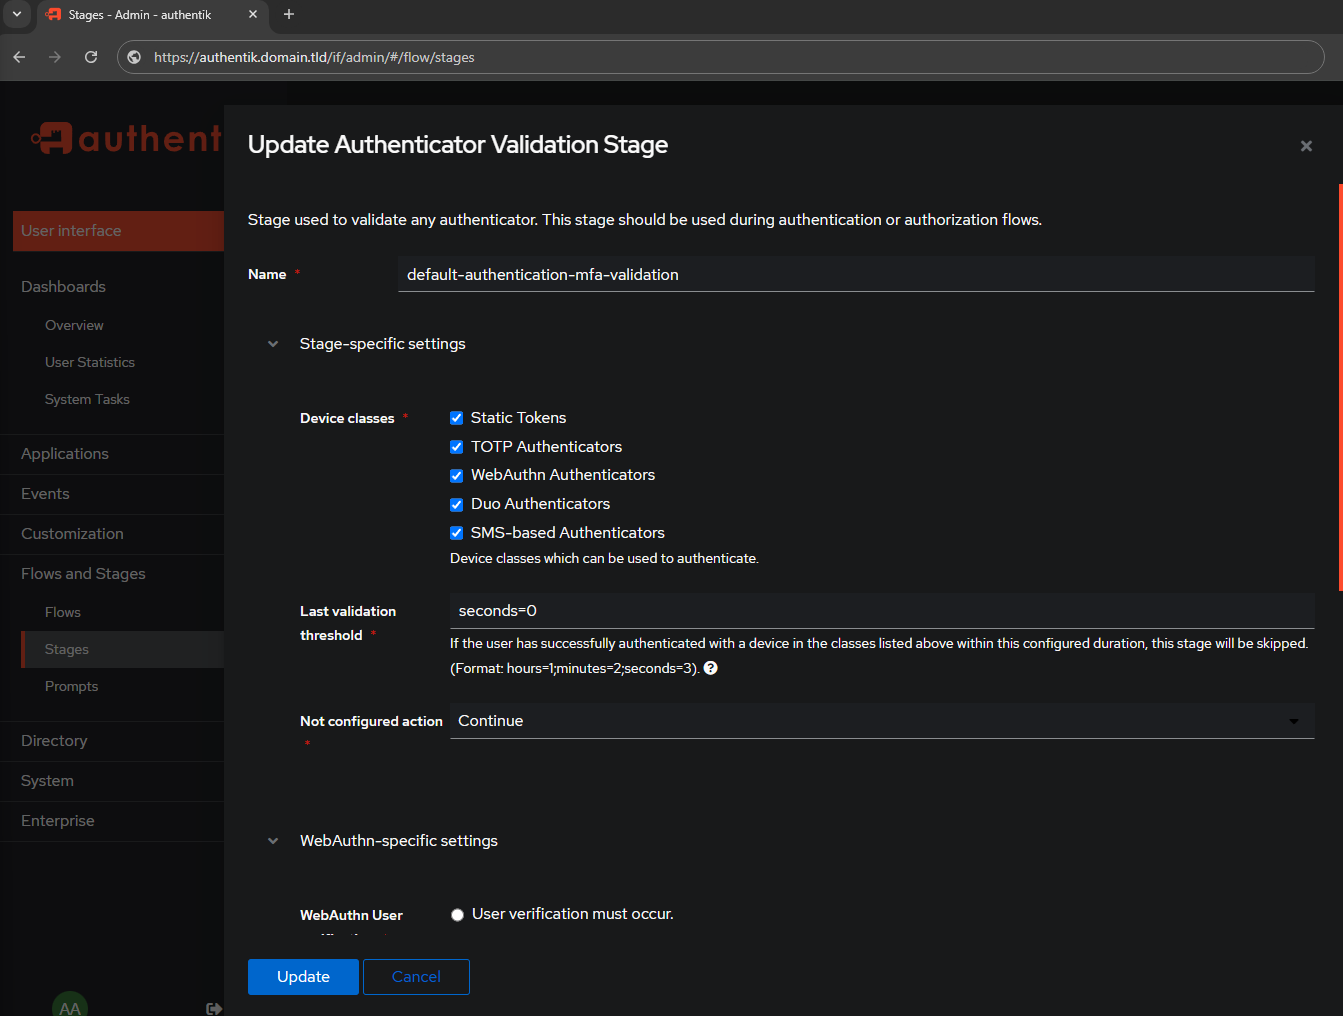 Stages - Admin - authentik
https://authentik.domain.tld/if/admin/#/flow/stages
authent
User interface
Dashboards
Overview
User Statistics
System Tasks
Applications
Events
Customization
Flows and Stages
Flows
Stages
Prompts
Directory
System
Enterprise
AA
Update Authenticator Validation Stage
Stage used to validate any authenticator. This stage should be used during authentication or authorization flows.
Name *
default-authentication-mfa-validation
Stage-specific settings
Device classes *
Static Tokens
TOTP Authenticators
WebAuthn Authenticators
Duo Authenticators
SMS-based Authenticators
Device classes which can be used to authenticate.
Last validation
threshold *
seconds=0
If the user has successfully authenticated with a device in the classes listed above within this configured duration, this stage will be skipped.
(Format: hours=1;minutes=2;seconds=3).
Not configured action
*
Continue
WebAuthn-specific settings
WebAuthn User
User verification must occur.
Update
Cancel